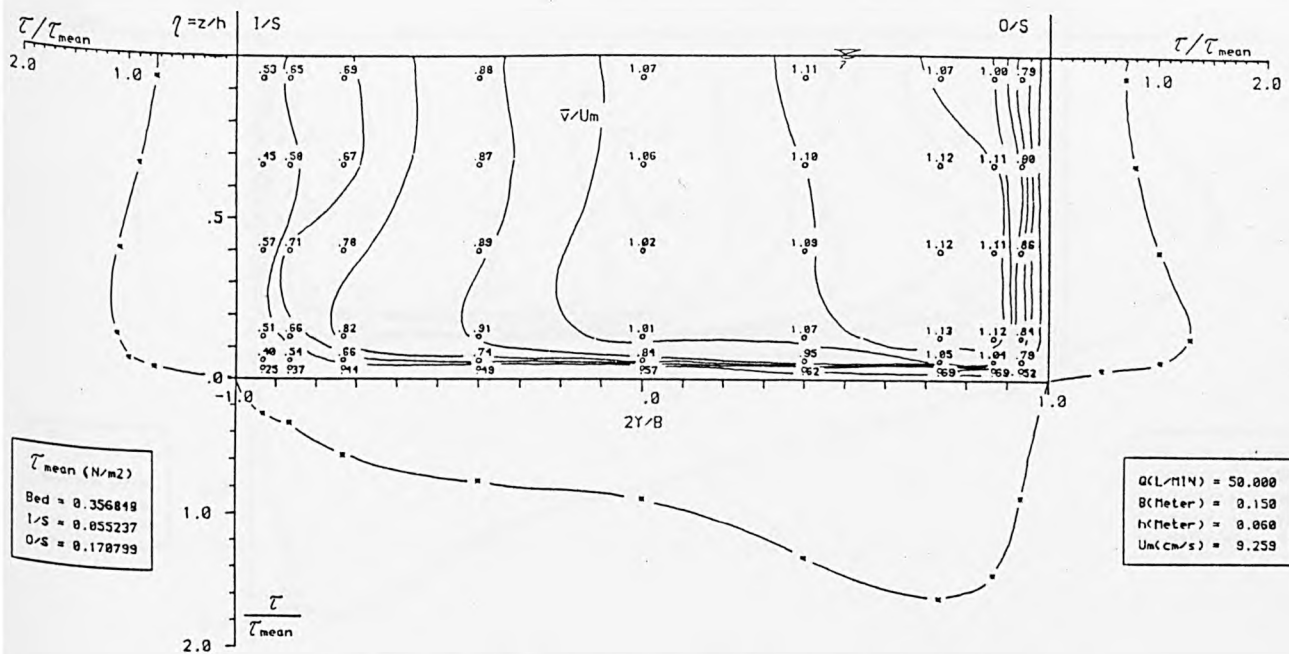 τ/τmean
η =z/h
I/S
O/S
τ/τmean
2.0
1.0
1.0
2.0
.53 .65 .69 .88 1.07 1.11 1.07 1.00 .79
v̅/Um
.45 .58 .67 .87 1.06 1.10 1.12 1.11 .80
.5
.57 .71 .70 .89 1.02 1.09 1.12 1.11 .86
.51 .66 .82 .91 1.01 1.07 1.13 1.12 .84
.40 .54 .66 .74 .84 .95 1.05 1.04 .78
.25 .37 .44 .49 .57 .62 .69 .69 .52
.0
-1.0
.0
1.0
2Y/B
τmean (N/m2)
Bed = 0.356849
I/S = 0.055237
O/S = 0.170799
Q(L/MIN) = 50.000
B(Meter) = 0.150
h(Meter) = 0.060
Um(cm/s) = 9.259
1.0
τ
τmean
2.0